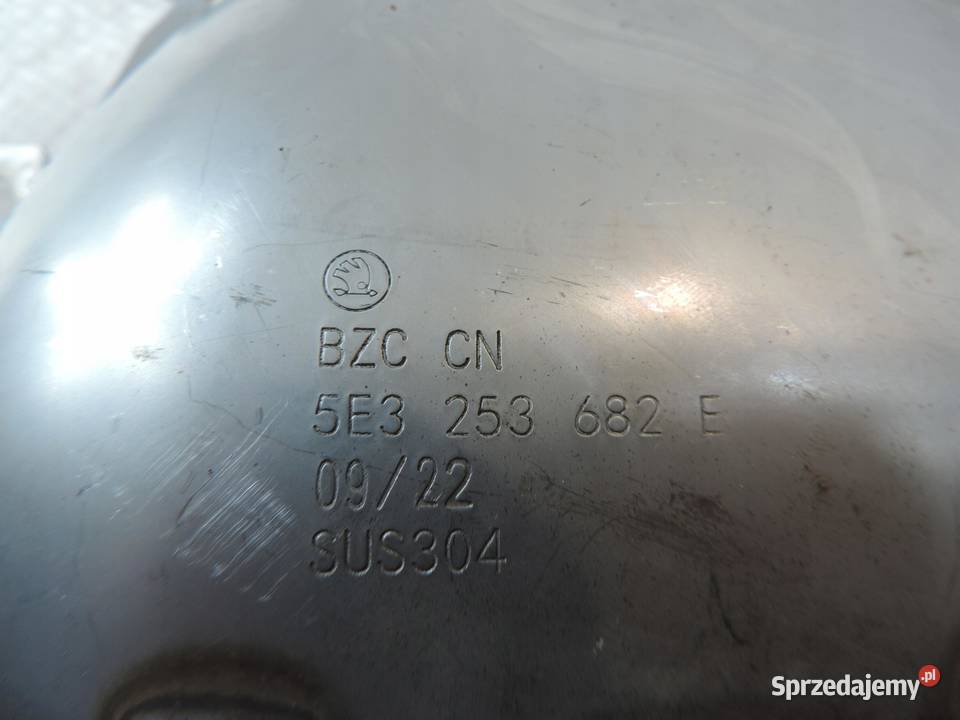 BZC CN
5E3 253 682 E
09/22
SUS304
Sprzedajemy.pl